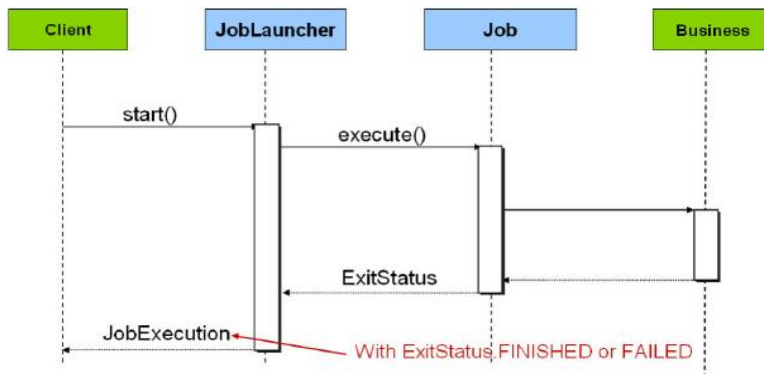 Client
JobLauncher
Job
Business
start()
execute()
ExitStatus
JobExecution
With ExitStatus.FINISHED or FAILED